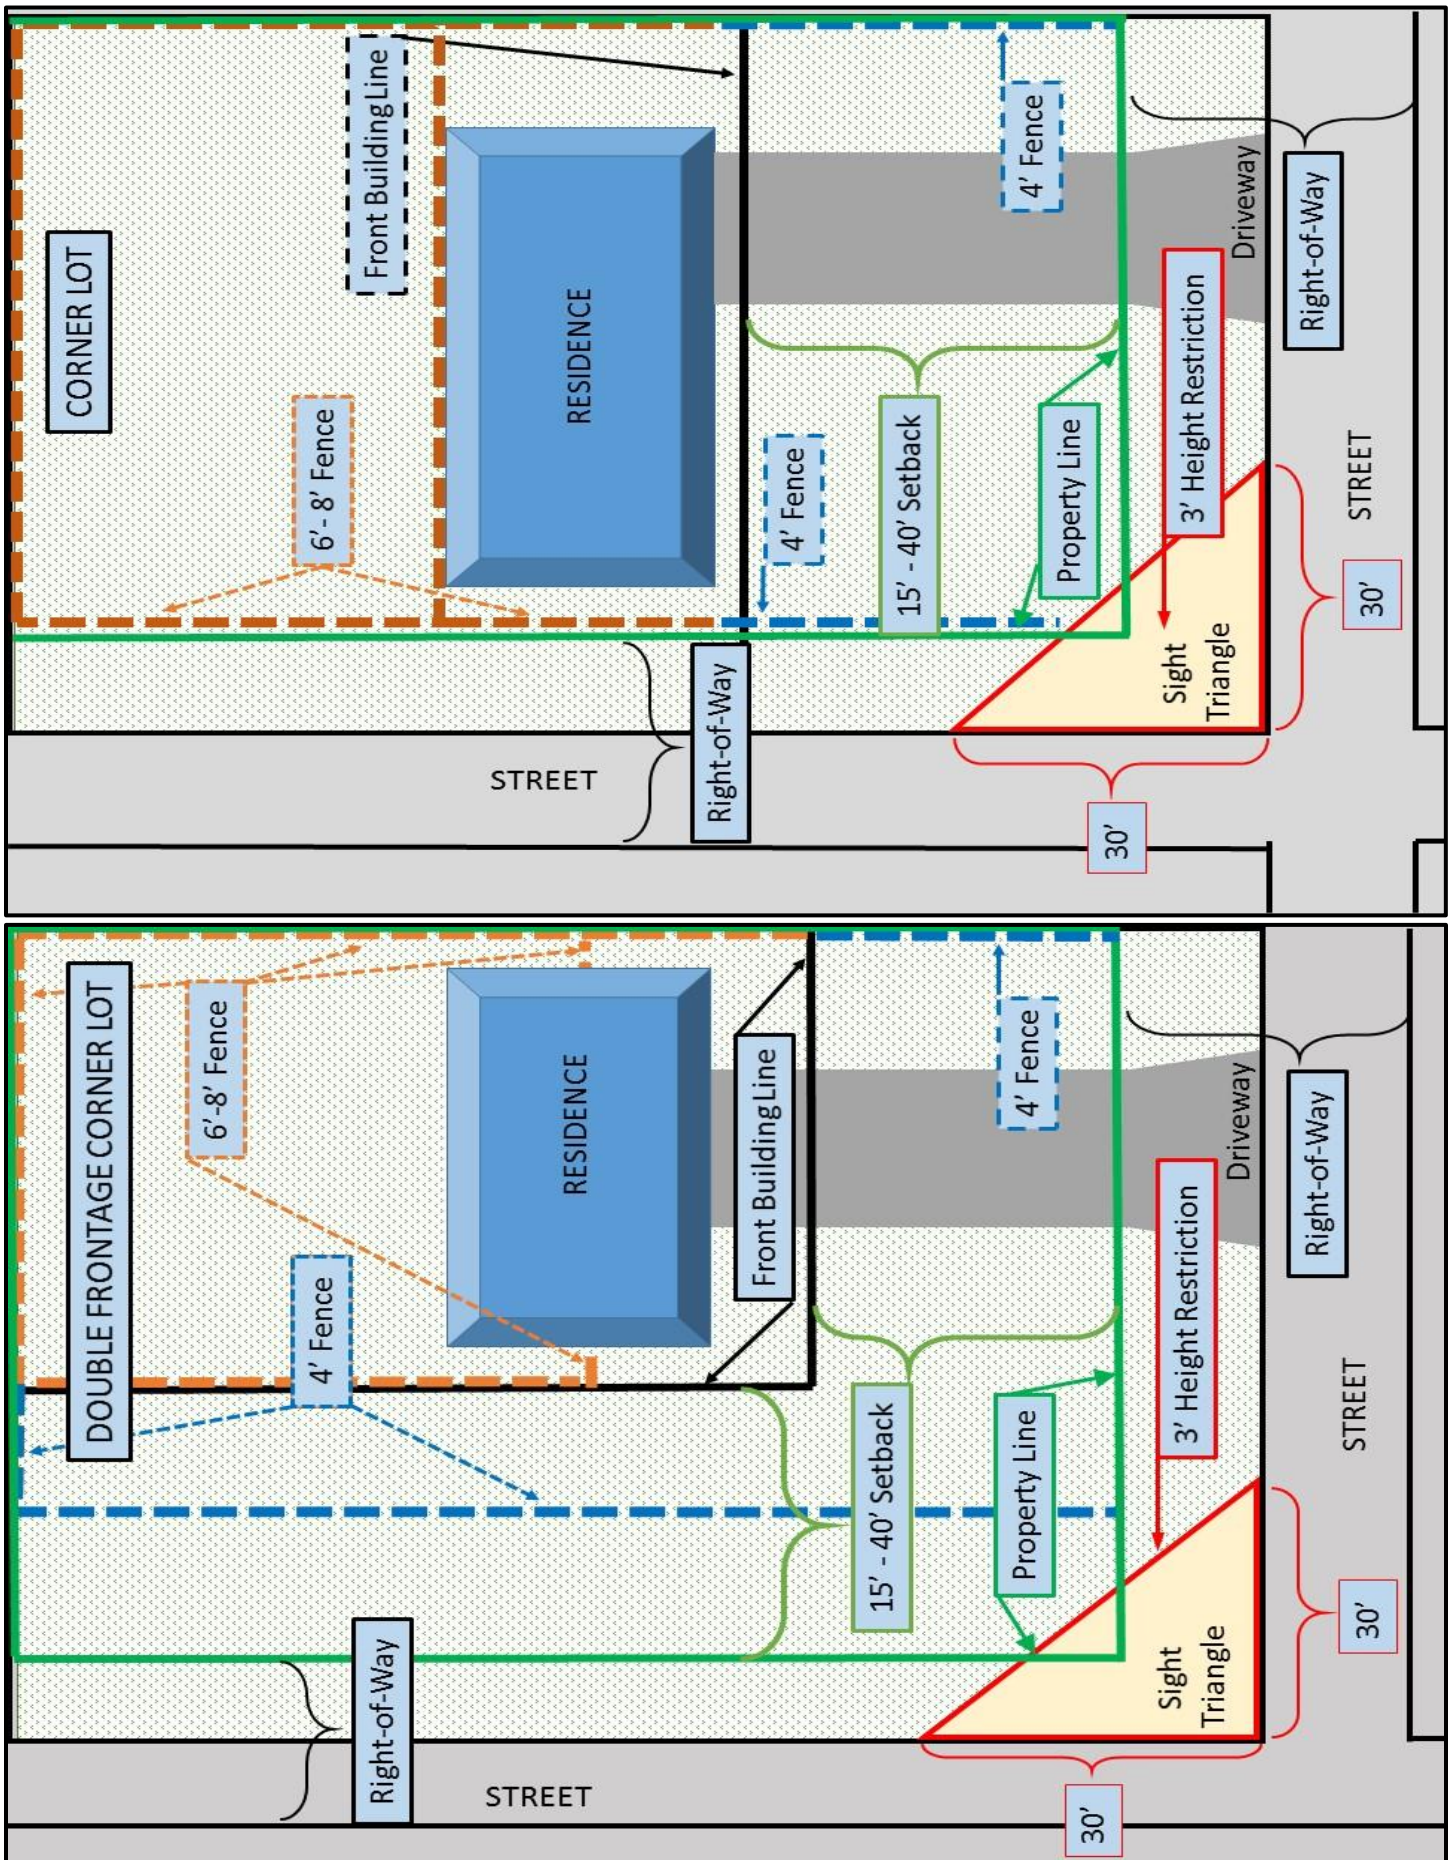 CORNER LOT
Front Building Line
6’- 8’ Fence
RESIDENCE
4’ Fence
4’ Fence
15’ - 40’ Setback
Property Line
Driveway
3’ Height Restriction
Right-of-Way
Right-of-Way
STREET
STREET
Sight
Triangle
30’
30’
DOUBLE FRONTAGE CORNER LOT
6’-8’ Fence
4’ Fence
RESIDENCE
Front Building Line
4’ Fence
15’ - 40’ Setback
Property Line
Driveway
3’ Height Restriction
Right-of-Way
Right-of-Way
STREET
STREET
Sight
Triangle
30’
30’